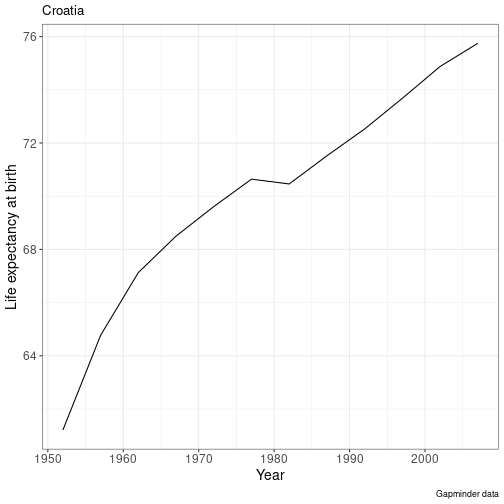 Croatia
76
72
68
64
Life expectancy at birth
1950 1960 1970 1980 1990 2000
Year
Gapminder data